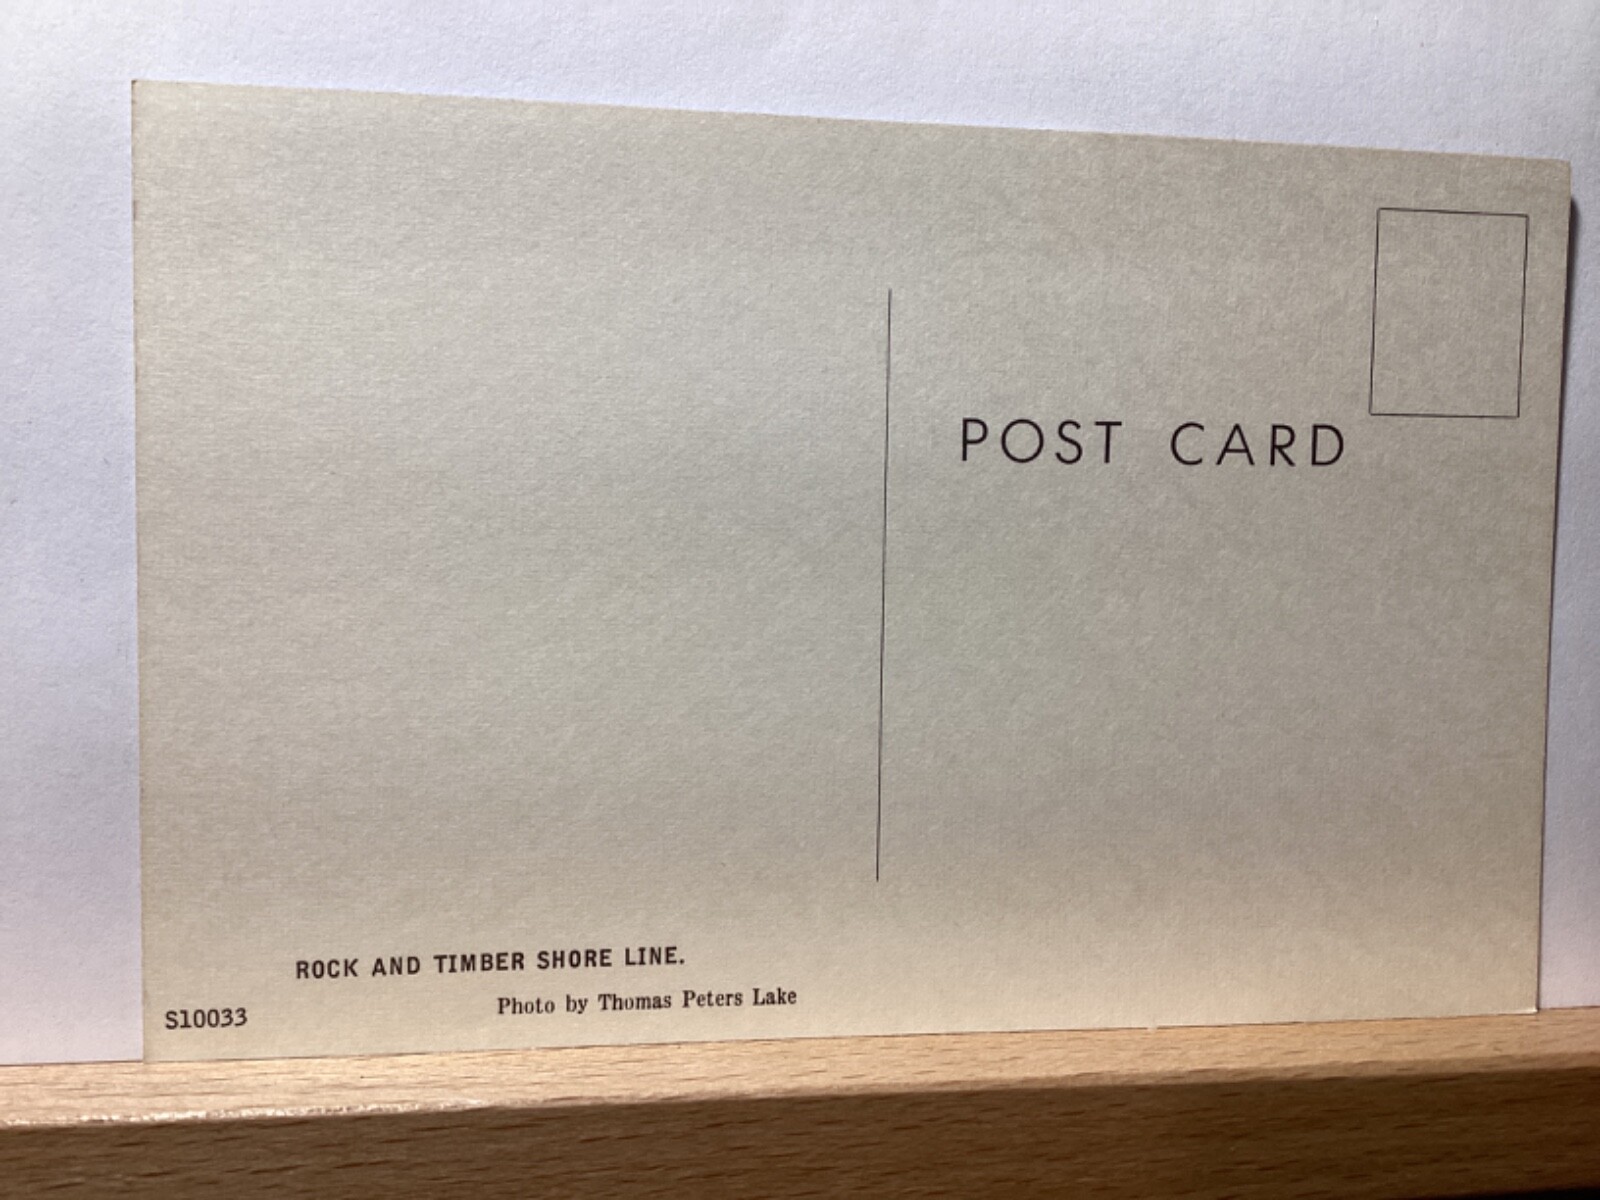 POST CARD
ROCK AND TIMBER SHORE LINE.
Photo by Thomas Peters Lake
S10033